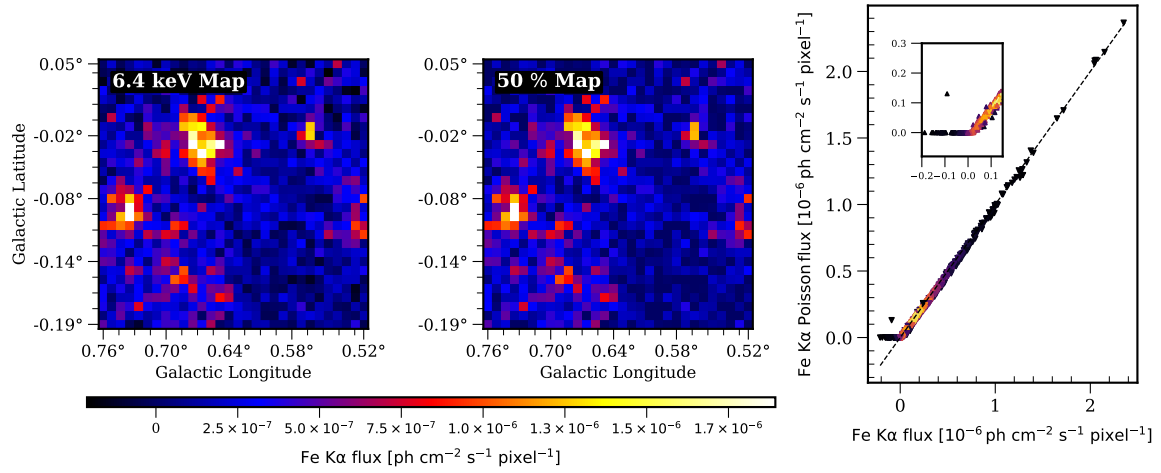 6.4 keV Map
0.05°
-0.02°
-0.08°
-0.14°
-0.19°
Galactic Latitude
0.76° 0.70° 0.64° 0.58° 0.52°
Galactic Longitude
50 % Map
0.05°
-0.02°
-0.08°
-0.14°
-0.19°
0.76° 0.70° 0.64° 0.58° 0.52°
Galactic Longitude
0 2.5×10⁻⁷ 5.0×10⁻⁷ 7.5×10⁻⁷ 1.0×10⁻⁶ 1.3×10⁻⁶ 1.5×10⁻⁶ 1.7×10⁻⁶
Fe Kα flux [ph cm⁻² s⁻¹ pixel⁻¹]
Fe Kα Poisson flux [10⁻⁶ ph cm⁻² s⁻¹ pixel⁻¹]
2.0
1.5
1.0
0.5
0.0
0.3
0.2
0.1
0.0
−0.2 −0.1 0.0 0.1
0 1 2
Fe Kα flux [10⁻⁶ ph cm⁻² s⁻¹ pixel⁻¹]